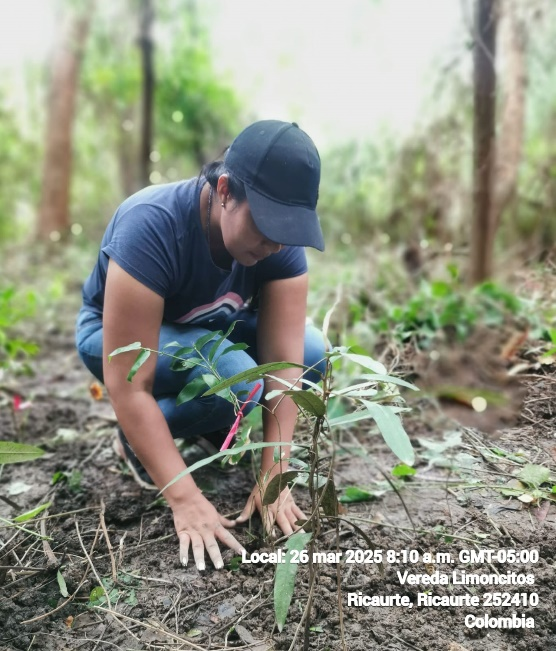 Local: 26 mar 2025 8:10 a.m. GMT-05:00
Vereda Limoncitos
Ricaurte, Ricaurte 252410
Colombia